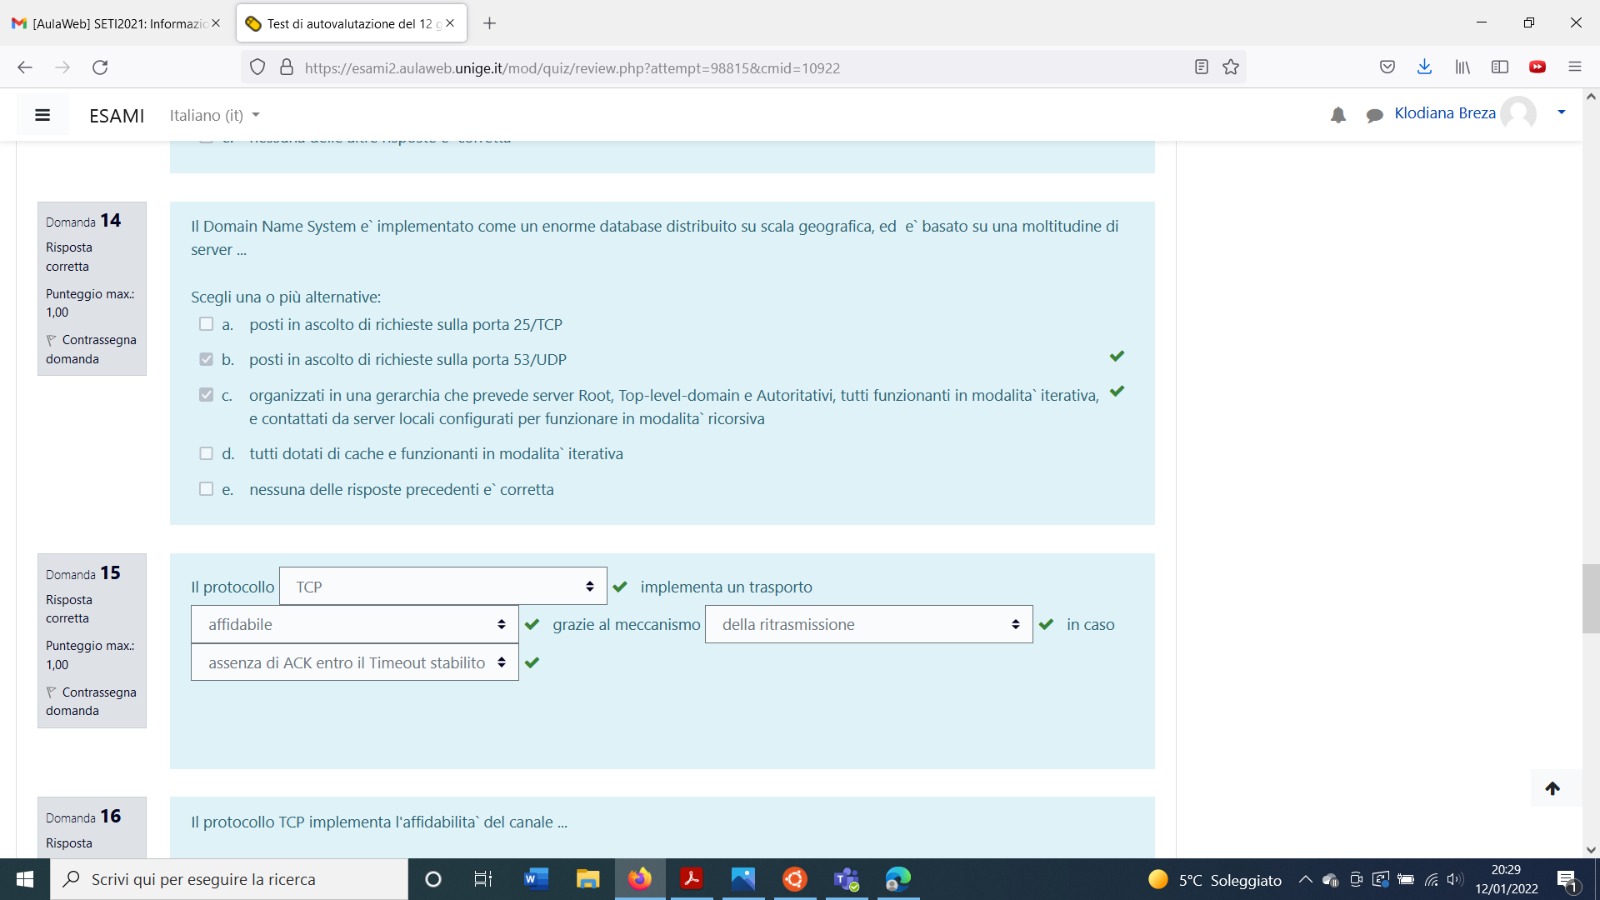 [AulaWeb] SETI2021: Informazio
Test di autovalutazione del 12 g
https://esami2.aulaweb.unige.it/mod/quiz/review.php?attempt=98815&cmid=10922
ESAMI
Italiano (it)
Klodiana Breza
Domanda 14
Risposta
corretta
Punteggio max.:
1,00
Contrassegna
domanda
Il Domain Name System e` implementato come un enorme database distribuito su scala geografica, ed e` basato su una moltitudine di
server ...
Scegli una o più alternative:
a. posti in ascolto di richieste sulla porta 25/TCP
b. posti in ascolto di richieste sulla porta 53/UDP
c. organizzati in una gerarchia che prevede server Root, Top-level-domain e Autoritativi, tutti funzionanti in modalita` iterativa,
e contattati da server locali configurati per funzionare in modalita` ricorsiva
d. tutti dotati di cache e funzionanti in modalita` iterativa
e. nessuna delle risposte precedenti e` corretta
Domanda 15
Risposta
corretta
Punteggio max.:
1,00
Contrassegna
domanda
Il protocollo TCP implementa un trasporto
affidabile grazie al meccanismo della ritrasmissione in caso
assenza di ACK entro il Timeout stabilito
Domanda 16
Risposta
Il protocollo TCP implementa l'affidabilita` del canale ...
Scrivi qui per eseguire la ricerca
5°C Soleggiato
20:29
12/01/2022
1